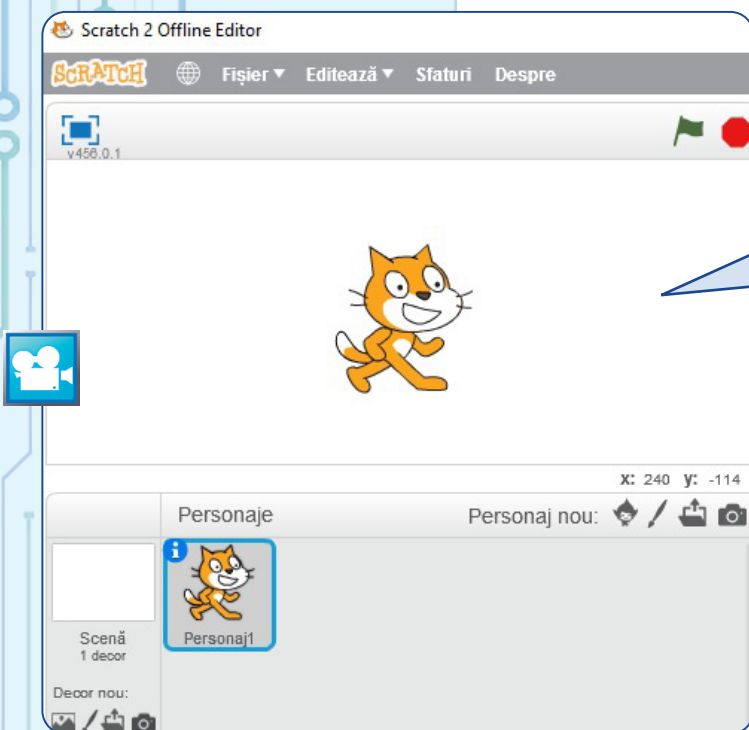 Scratch 2 Offline Editor
SCRATCH Fișier Editează Sfaturi Despre
v456.0.1
X: 240 y: -114
Personaje Personaj nou:
Personaj1
Scenă
1 decor
Decor nou: